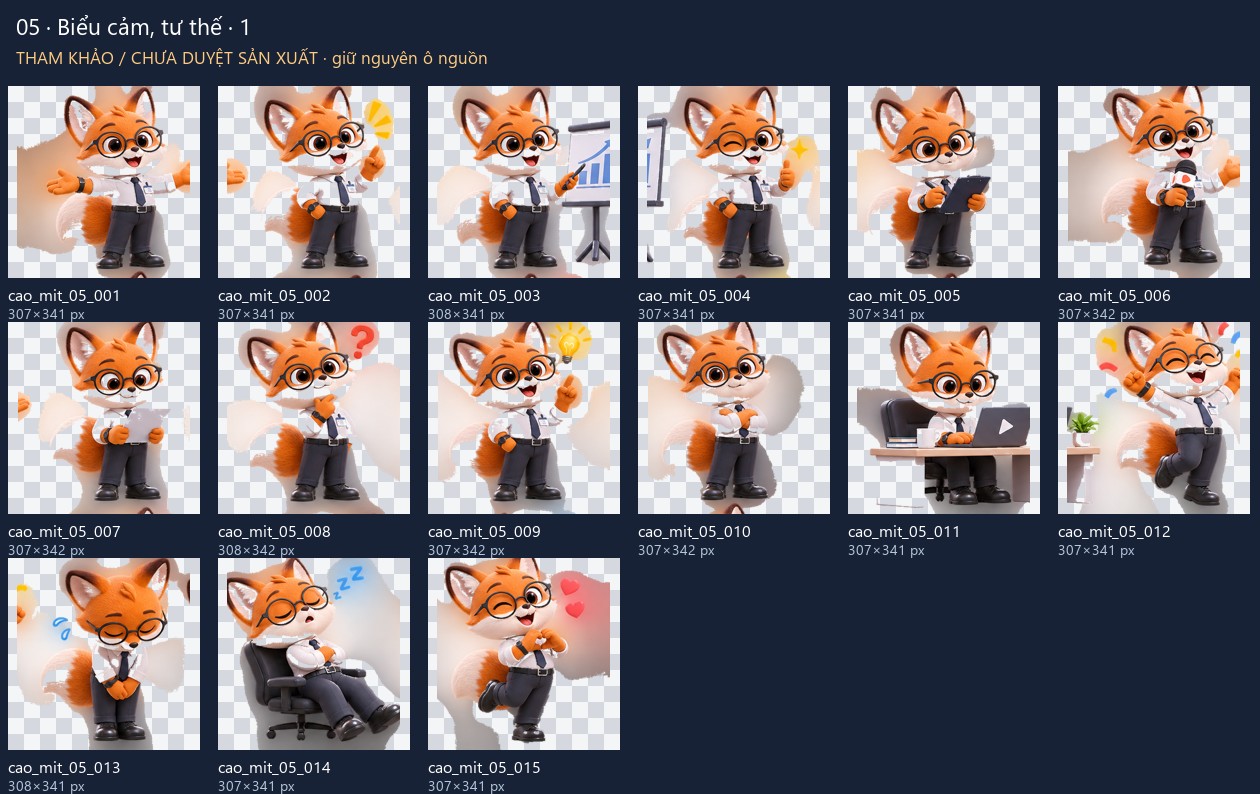 05 · Biểu cảm, tư thế · 1
THAM KHẢO / CHƯA DUYỆT SẢN XUẤT · giữ nguyên ô nguồn
cao_mit_05_001
307×341 px
cao_mit_05_002
307×341 px
cao_mit_05_003
308×341 px
cao_mit_05_004
307×341 px
cao_mit_05_005
307×341 px
cao_mit_05_006
307×342 px
?
cao_mit_05_007
307×342 px
cao_mit_05_008
308×342 px
cao_mit_05_009
307×342 px
cao_mit_05_010
307×342 px
cao_mit_05_011
307×341 px
cao_mit_05_012
307×341 px
zzZ
cao_mit_05_013
308×341 px
cao_mit_05_014
307×341 px
cao_mit_05_015
307×341 px